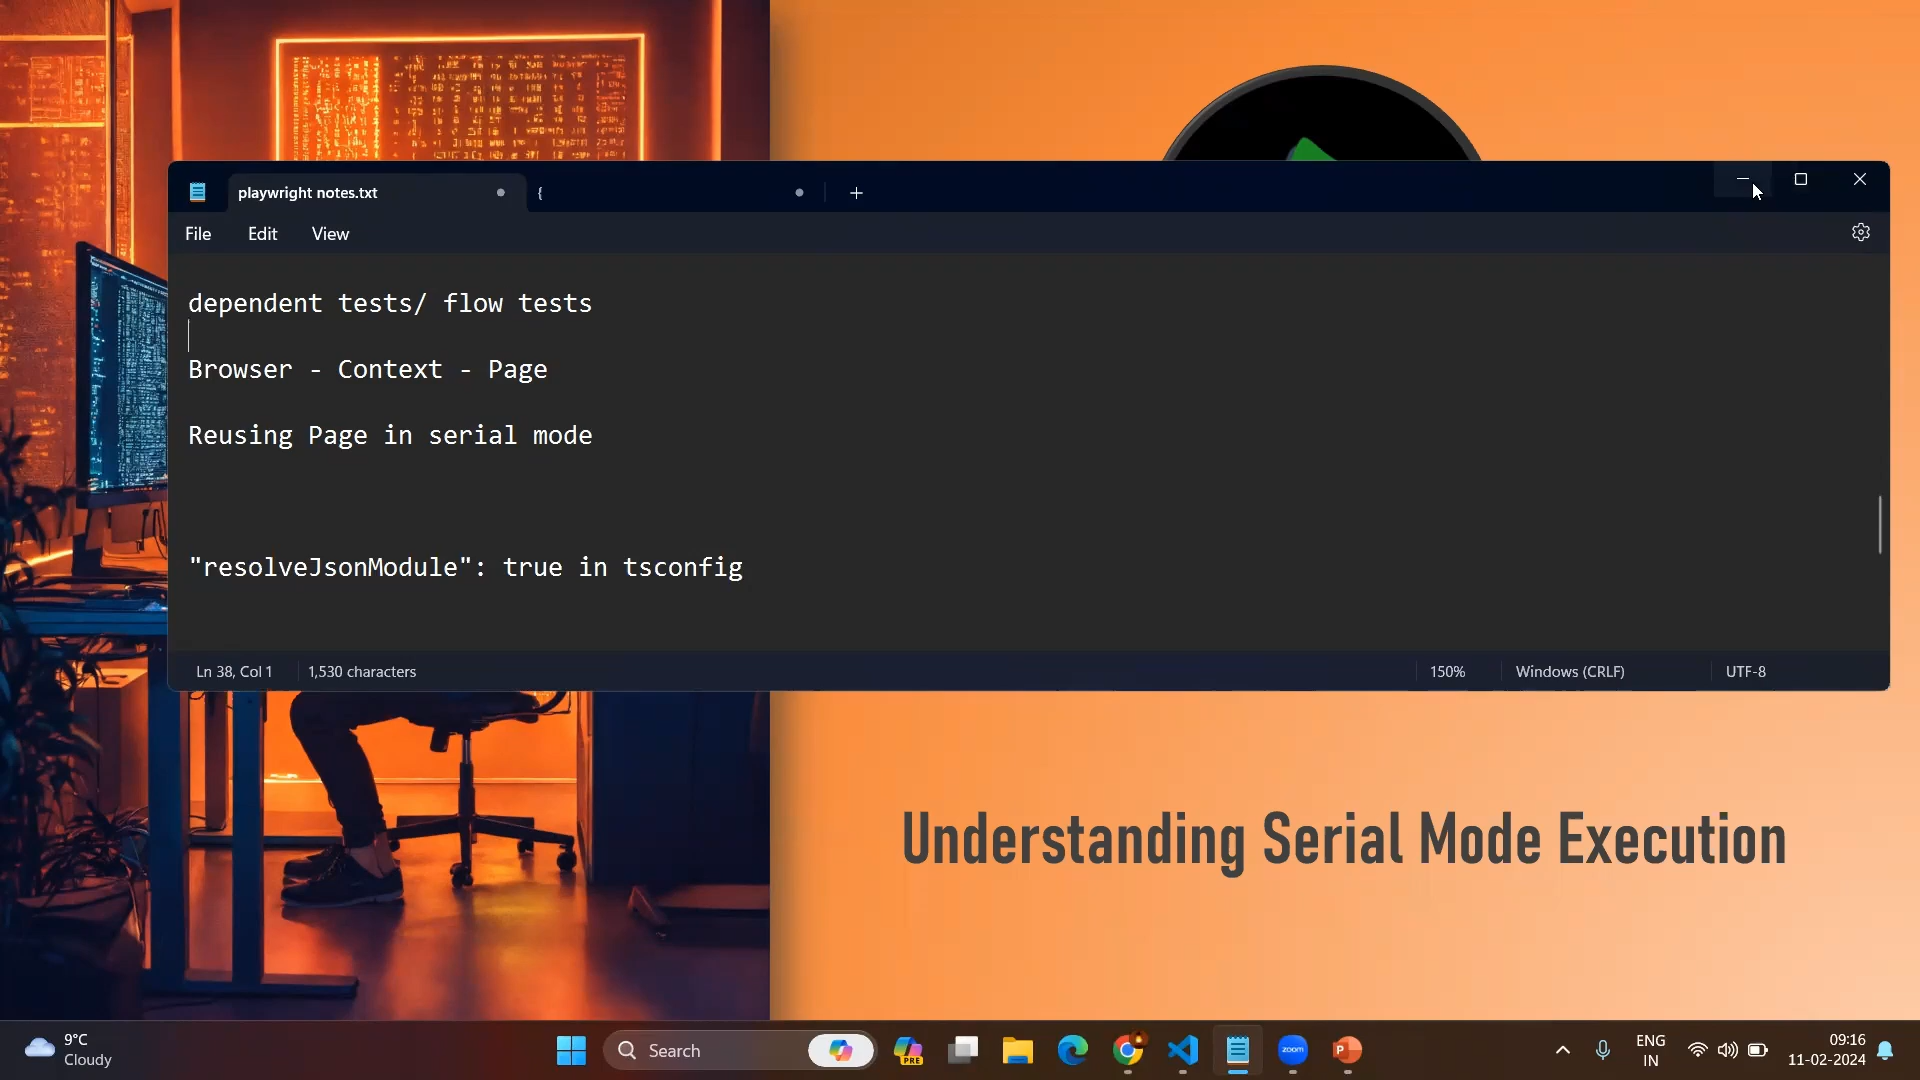 playwright notes.txt
{
File Edit View
dependent tests/ flow tests
Browser - Context - Page
Reusing Page in serial mode
"resolveJsonModule": true in tsconfig
Ln 38, Col 1 1,530 characters 150% Windows (CRLF) UTF-8
Understanding Serial Mode Execution
9°C
Cloudy
Search
PRE
zoom
P
ENG
IN
09:16
11-02-2024